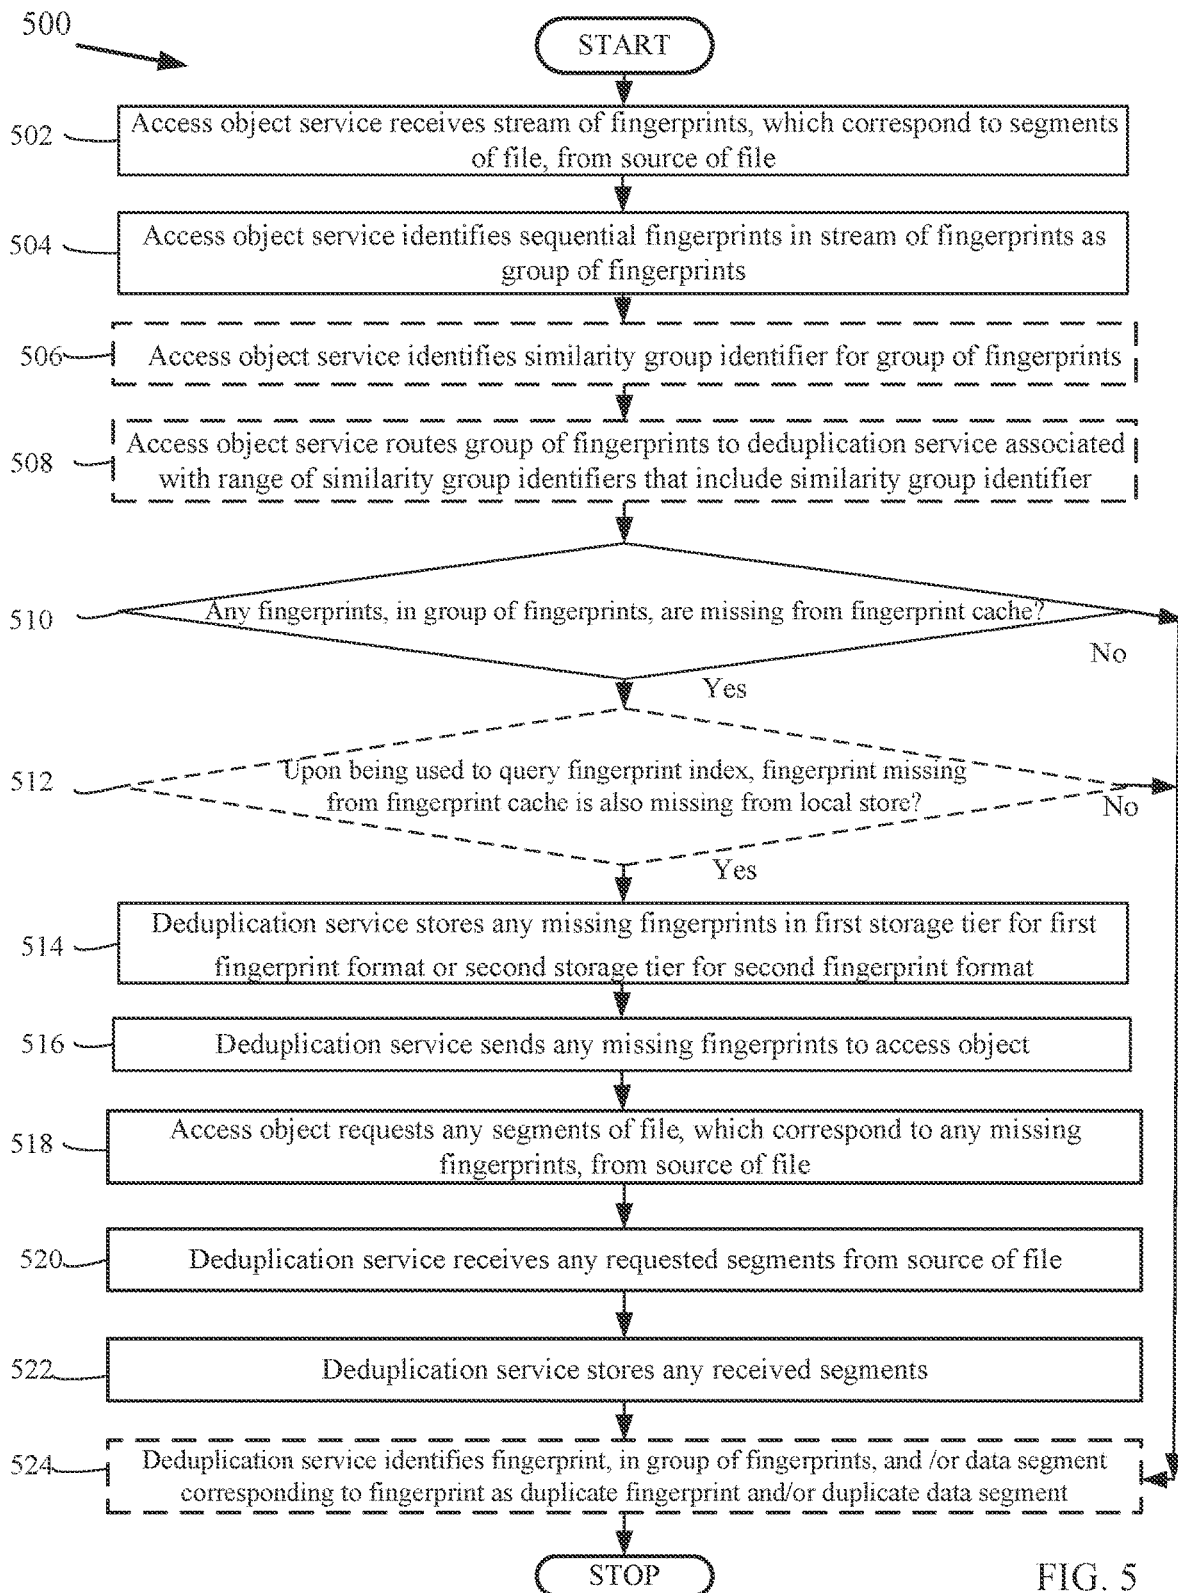 500
START
502
Access object service receives stream of fingerprints, which correspond to segments
of file, from source of file
504
Access object service identifies sequential fingerprints in stream of fingerprints as
group of fingerprints
506
Access object service identifies similarity group identifier for group of fingerprints
508
Access object service routes group of fingerprints to deduplication service associated
with range of similarity group identifiers that include similarity group identifier
510
Any fingerprints, in group of fingerprints, are missing from fingerprint cache?
No
Yes
512
Upon being used to query fingerprint index, fingerprint missing
from fingerprint cache is also missing from local store?
No
Yes
514
Deduplication service stores any missing fingerprints in first storage tier for first
fingerprint format or second storage tier for second fingerprint format
516
Deduplication service sends any missing fingerprints to access object
518
Access object requests any segments of file, which correspond to any missing
fingerprints, from source of file
520
Deduplication service receives any requested segments from source of file
522
Deduplication service stores any received segments
524
Deduplication service identifies fingerprint, in group of fingerprints, and /or data segment
corresponding to fingerprint as duplicate fingerprint and/or duplicate data segment
STOP
FIG. 5